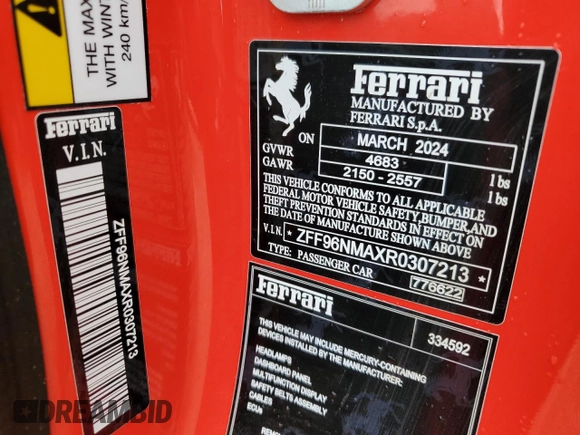 THE MAX
WITH WINT
240 km/
Ferrari
V.I.N.
ZFF96NMAXR0307213
Ferrari
MANUFACTURED BY
FERRARI S.p.A.
ON MARCH 2024
GVWR 4683 lbs
GAWR 2150 - 2557 lbs
THIS VEHICLE CONFORMS TO ALL APPLICABLE
FEDERAL MOTOR VEHICLE SAFETY, BUMPER, AND
THEFT PREVENTION STANDARDS IN EFFECT ON
THE DATE OF MANUFACTURE SHOWN ABOVE
V.I.N. * ZFF96NMAXR0307213 *
TYPE: PASSENGER CAR
776622
Ferrari
334592
THIS VEHICLE MAY INCLUDE MERCURY-CONTAINING
DEVICES INSTALLED BY THE MANUFACTURER:
HEADLAMPS
DASHBOARD PANEL
MULTIFUNCTION DISPLAY
SAFETY BELTS ASSEMBLY
CABLES
ECUs
DREAMBID